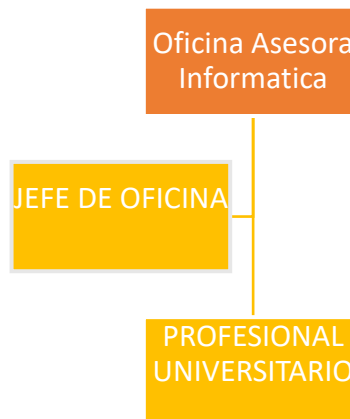 Oficina Asesora
Informatica
JEFE DE OFICINA
PROFESIONAL
UNIVERSITARIO